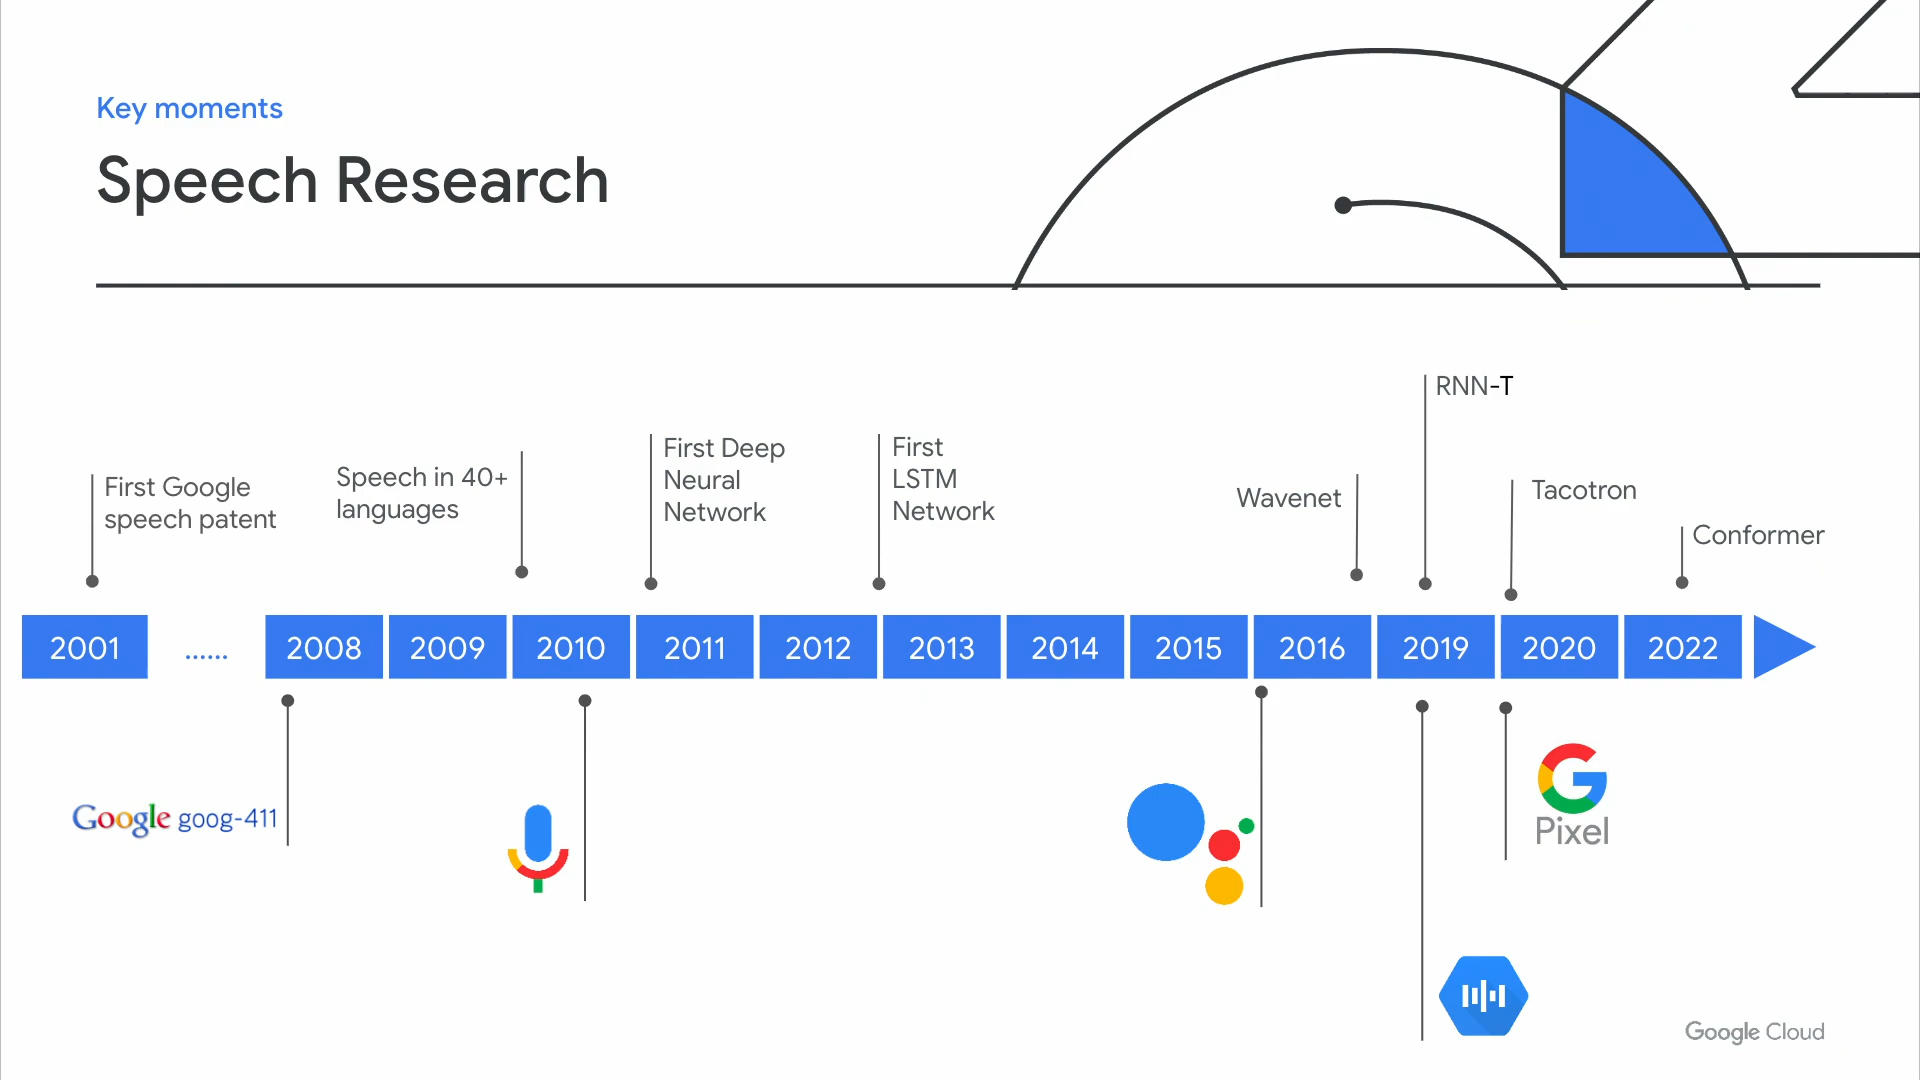 Key moments
Speech Research
RNN-T
First Google
speech patent
Speech in 40+
languages
First Deep
Neural
Network
First
LSTM
Network
Wavenet
Tacotron
Conformer
2001 ...... 2008 2009 2010 2011 2012 2013 2014 2015 2016 2019 2020 2022
Google goog-411
G
Pixel
Google Cloud